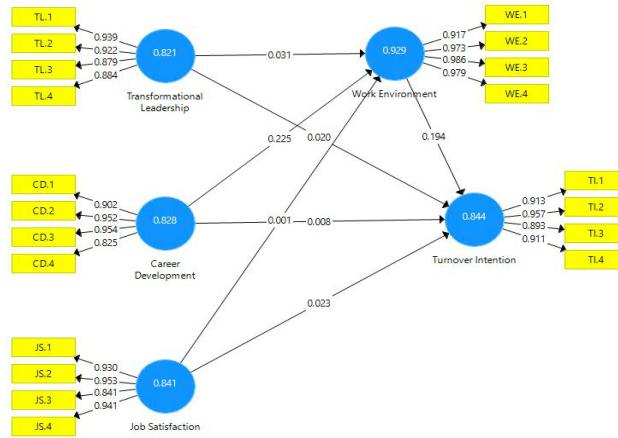 TL.1
TL.2
TL.3
TL.4
0.939
0.922
0.879
0.884
0.821
Transformational
Leadership
0.031
0.929
Work Environment
0.917
0.973
0.986
0.979
WE.1
WE.2
WE.3
WE.4
0.225
0.020
0.194
CD.1
CD.2
CD.3
CD.4
0.902
0.952
0.954
0.825
0.828
Career
Development
0.001
0.008
0.844
Turnover Intention
0.913
0.957
0.893
0.911
TI.1
TI.2
TI.3
TI.4
0.023
JS.1
JS.2
JS.3
JS.4
0.930
0.953
0.841
0.941
0.841
Job Satisfaction